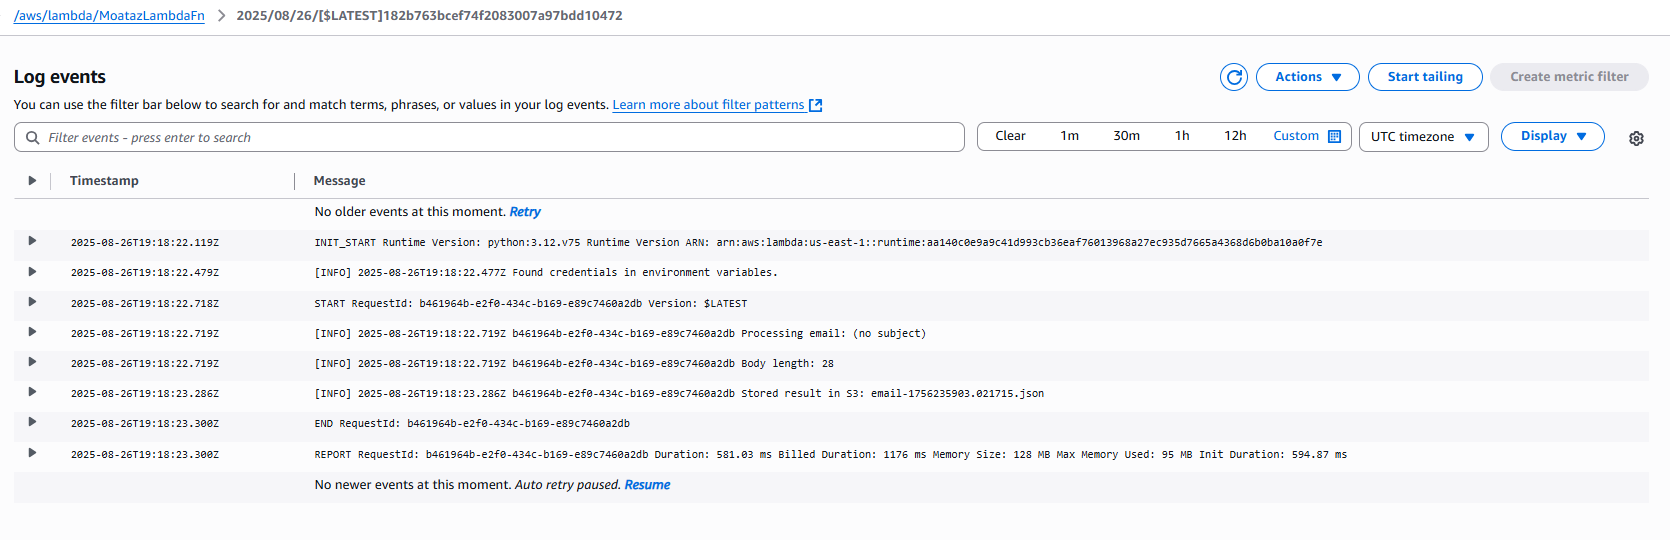 /aws/lambda/MoatazLambdaFn > 2025/08/26/[$LATEST]182b763bcef74f2083007a97bdd10472
Log events
Actions Start tailing Create metric filter
You can use the filter bar below to search for and match terms, phrases, or values in your log events. Learn more about filter patterns
Filter events - press enter to search Clear 1m 30m 1h 12h Custom UTC timezone Display
Timestamp Message
No older events at this moment. Retry
2025-08-26T19:18:22.119Z INIT_START Runtime Version: python:3.12.v75 Runtime Version ARN: arn:aws:lambda:us-east-1::runtime:aa140c0e9a9c41d993cb36eaf76013968a27ec935d7665a4368d6b0ba10a0f7e
2025-08-26T19:18:22.479Z [INFO] 2025-08-26T19:18:22.477Z Found credentials in environment variables.
2025-08-26T19:18:22.718Z START RequestId: b461964b-e2f0-434c-b169-e89c7460a2db Version: $LATEST
2025-08-26T19:18:22.719Z [INFO] 2025-08-26T19:18:22.719Z b461964b-e2f0-434c-b169-e89c7460a2db Processing email: (no subject)
2025-08-26T19:18:22.719Z [INFO] 2025-08-26T19:18:22.719Z b461964b-e2f0-434c-b169-e89c7460a2db Body length: 28
2025-08-26T19:18:23.286Z [INFO] 2025-08-26T19:18:23.286Z b461964b-e2f0-434c-b169-e89c7460a2db Stored result in S3: email-1756235903.021715.json
2025-08-26T19:18:23.300Z END RequestId: b461964b-e2f0-434c-b169-e89c7460a2db
2025-08-26T19:18:23.300Z REPORT RequestId: b461964b-e2f0-434c-b169-e89c7460a2db Duration: 581.03 ms Billed Duration: 1176 ms Memory Size: 128 MB Max Memory Used: 95 MB Init Duration: 594.87 ms
No newer events at this moment. Auto retry paused. Resume